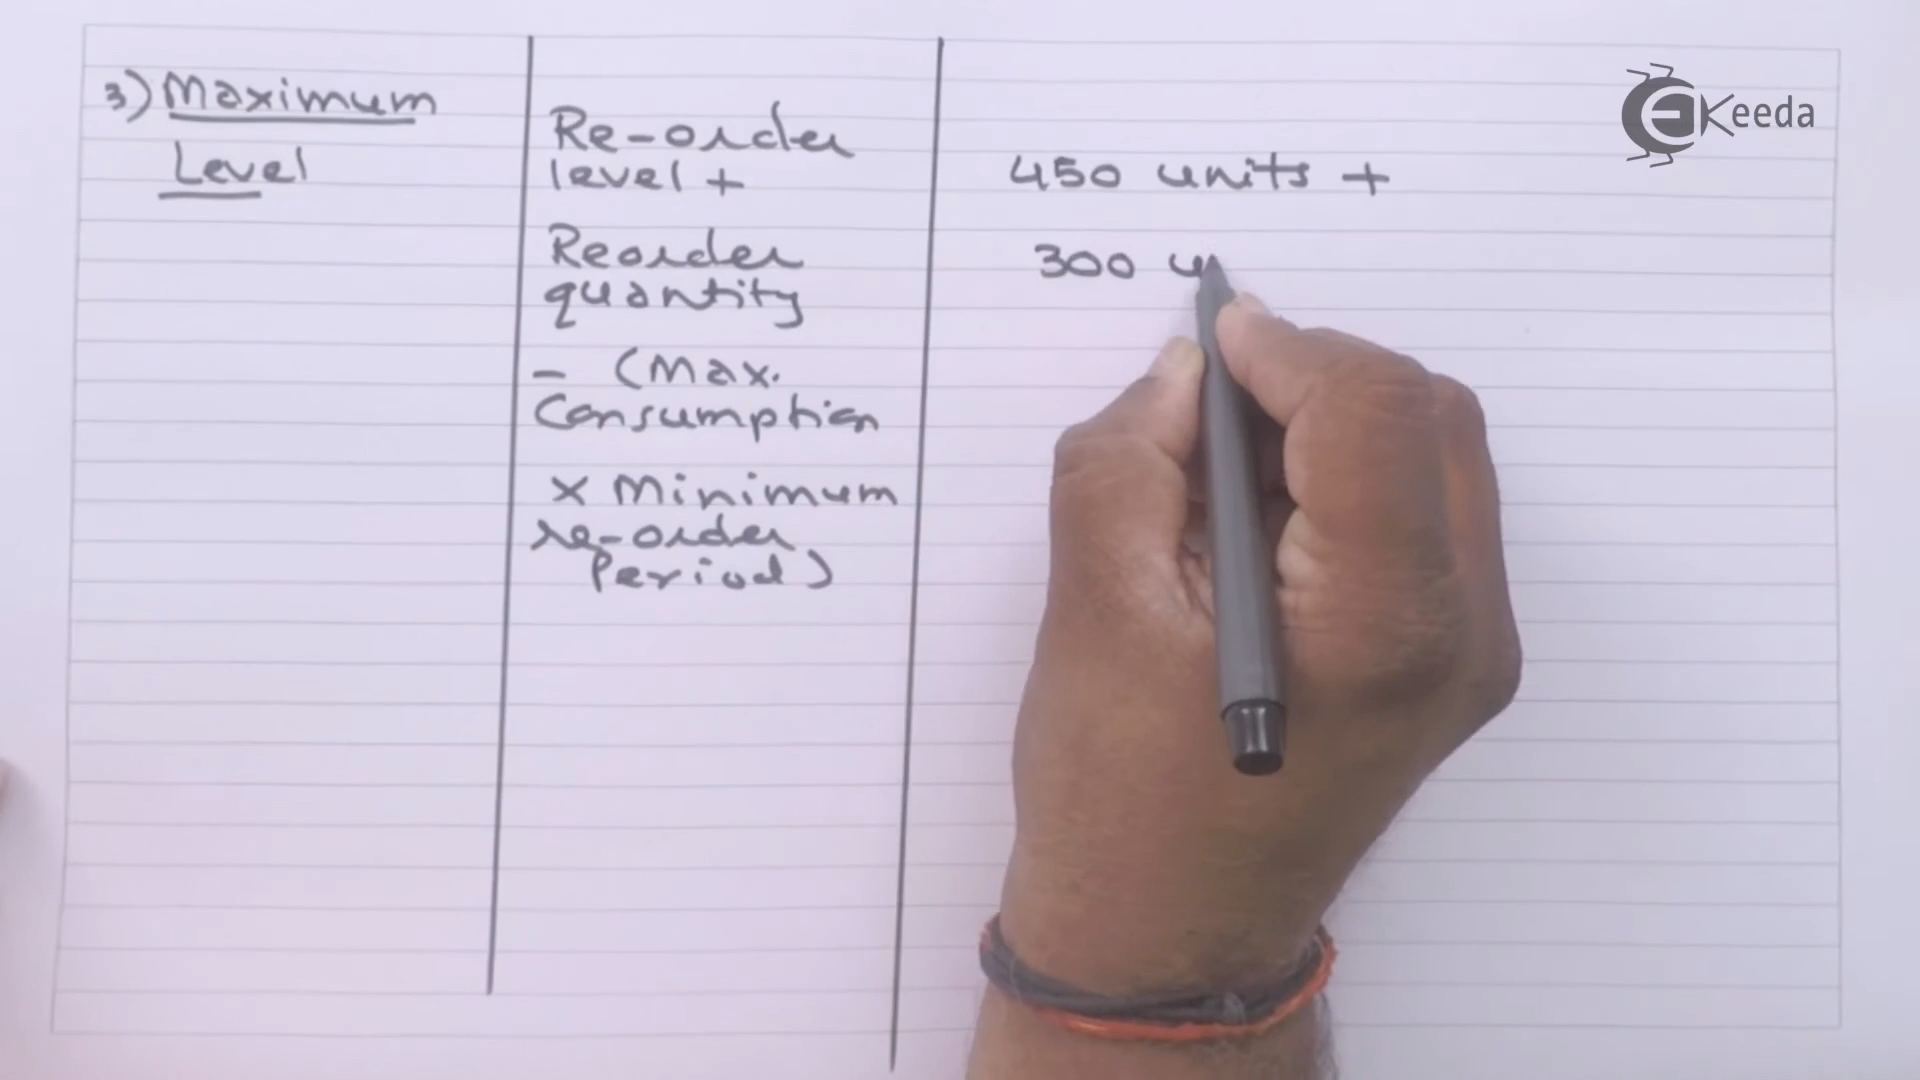 3) Maximum
Level
Re-order
level +
Reorder
quantity
- (Max.
Consumption
x Minimum
re-order
Period)
450 units +
300 u
EKeeda